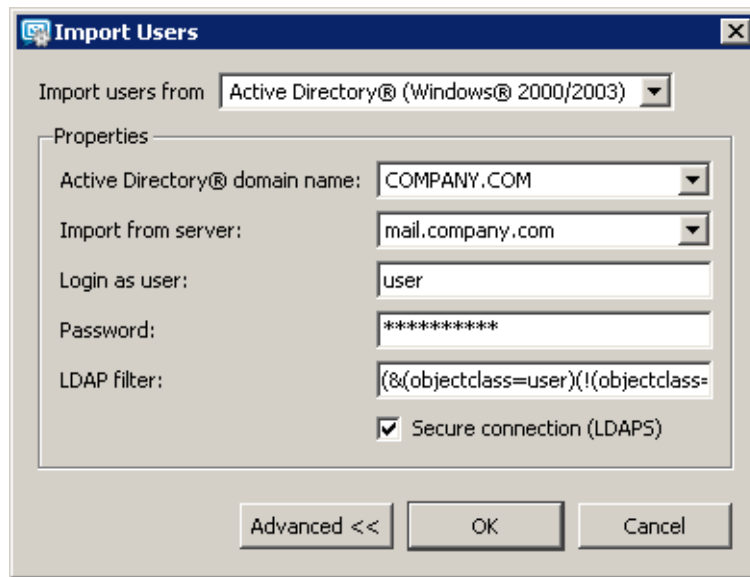 Import Users
Import users from Active Directory® (Windows® 2000/2003)
Properties
Active Directory® domain name: COMPANY.COM
Import from server: mail.company.com
Login as user: user
Password: **********
LDAP filter: (&(objectclass=user)(!(objectclass=
Secure connection (LDAPS)
Advanced << OK Cancel